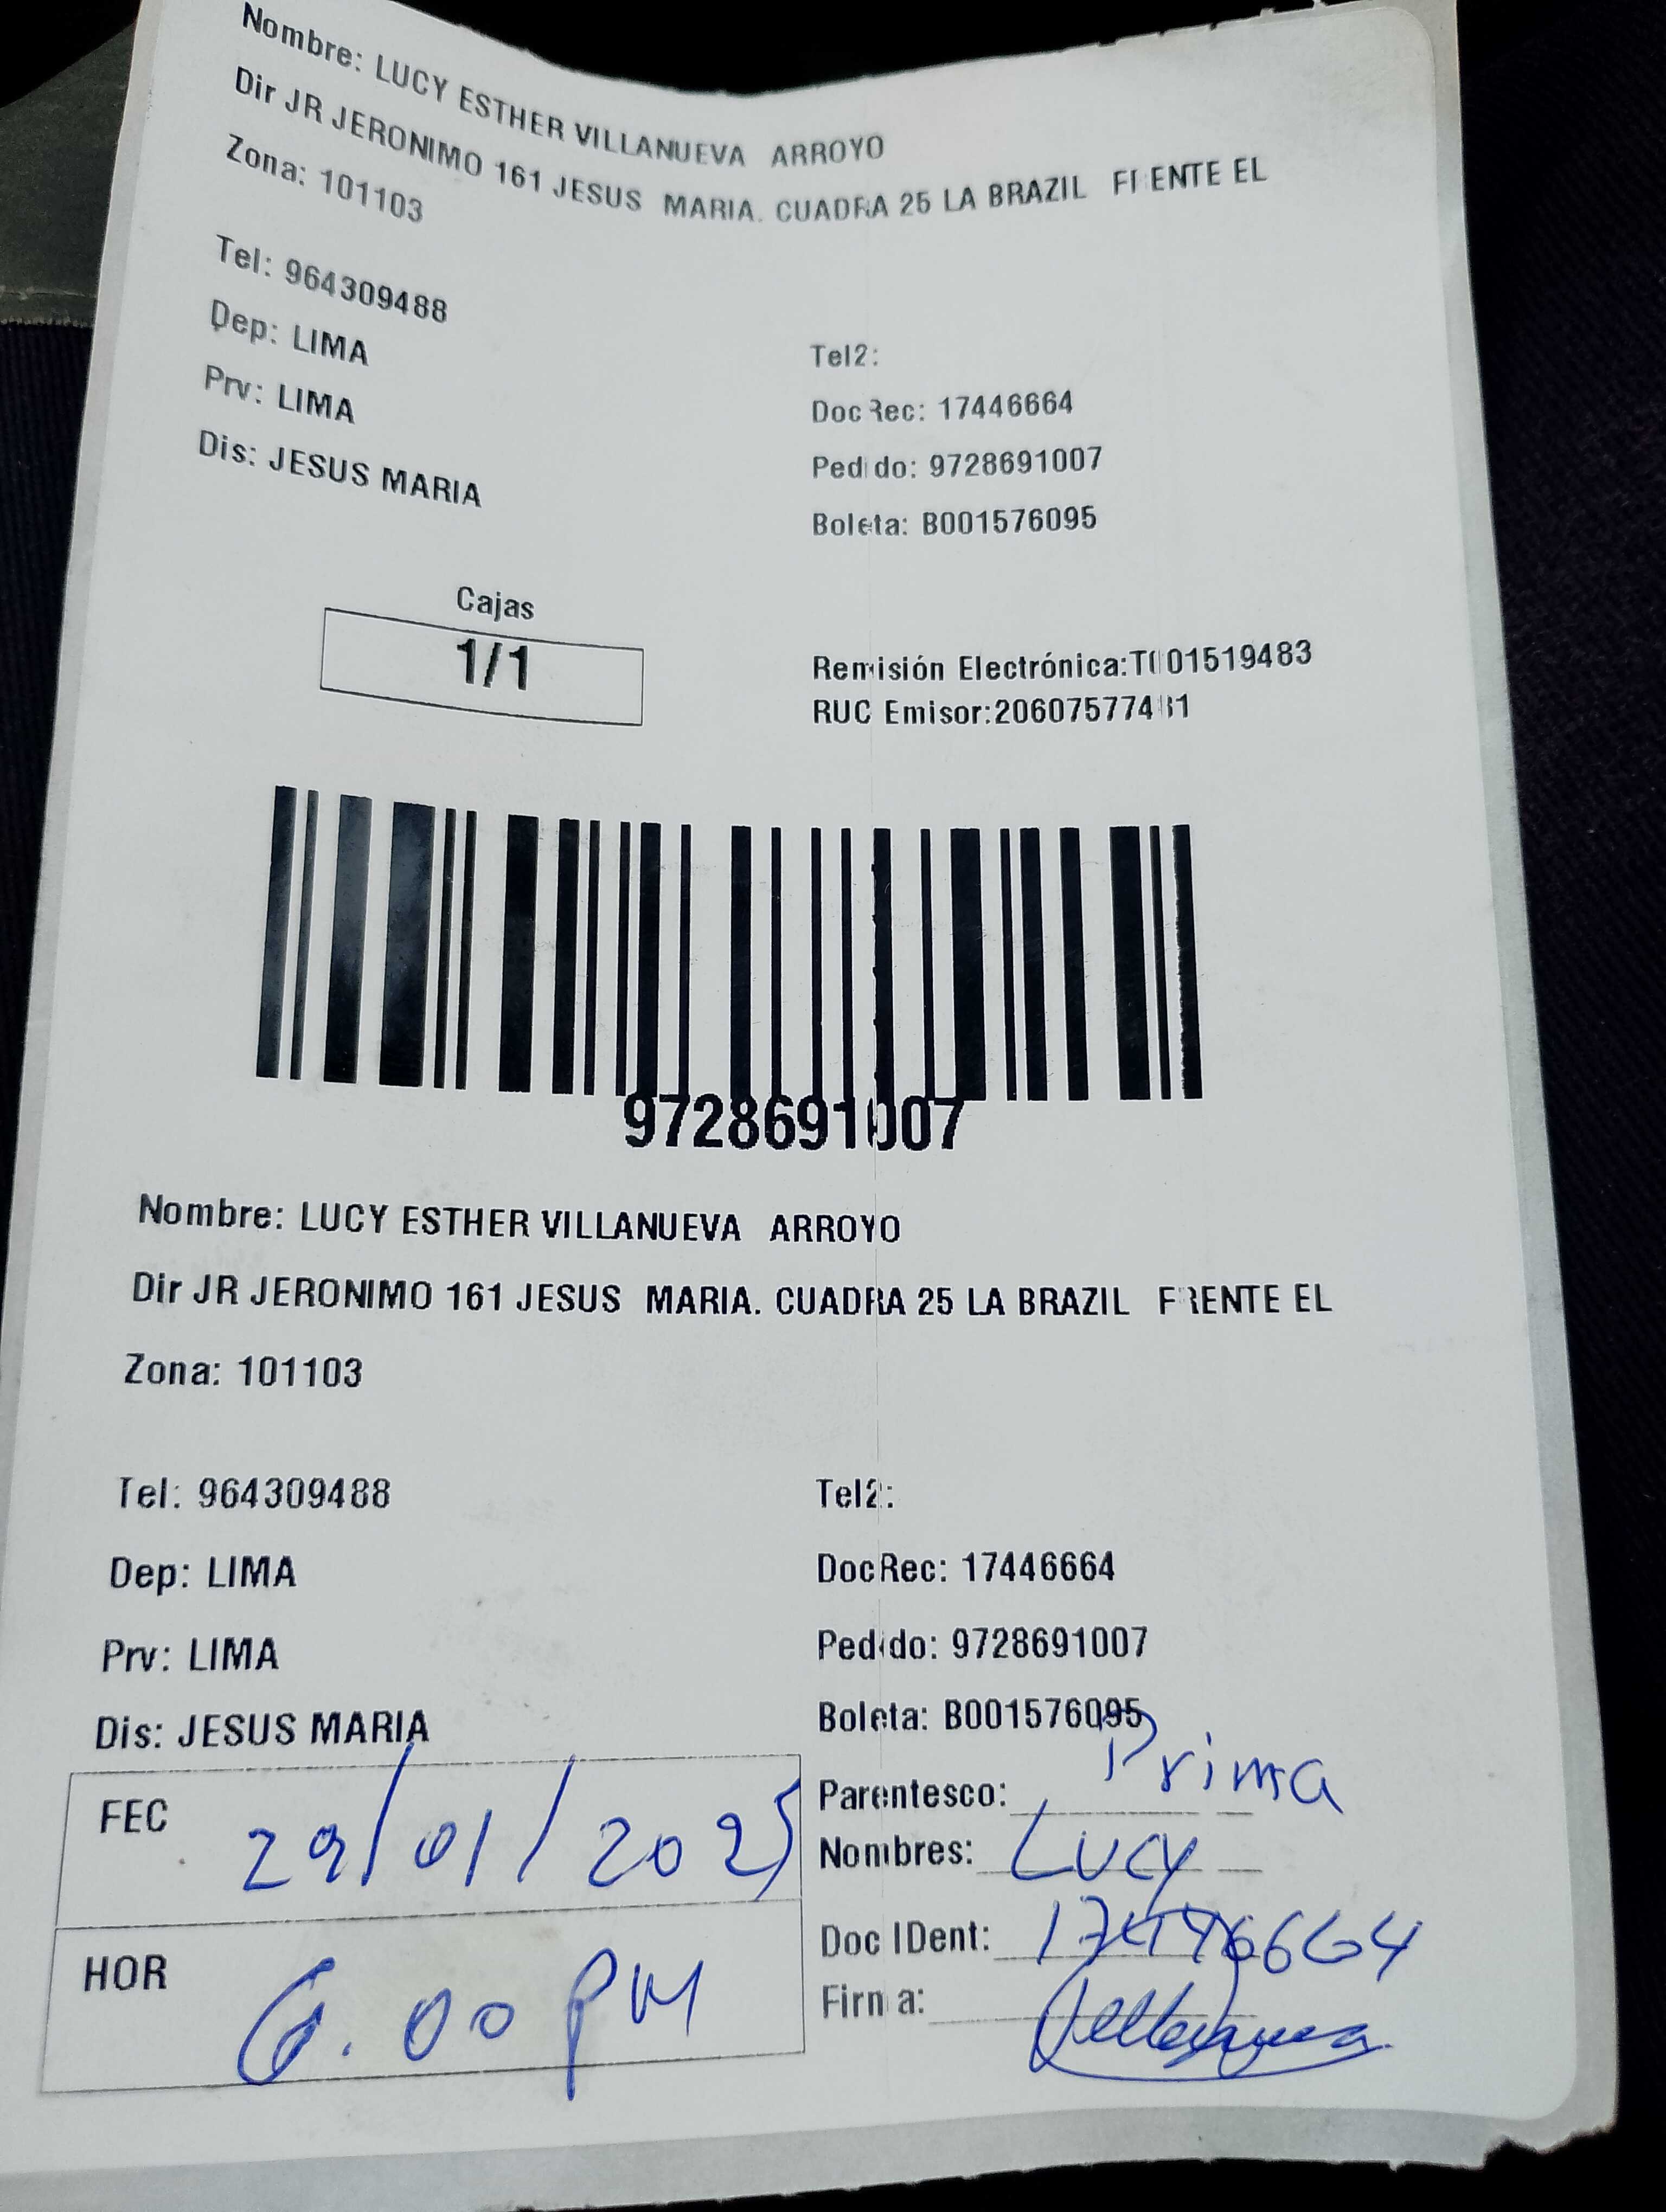 Nombre: LUCY ESTHER VILLANUEVA ARROYO
Dir JR JERONIMO 161 JESUS MARIA. CUADRA 25 LA BRAZIL FRENTE EL
Zona: 101103
Tel: 964309488
Dep: LIMA
Tel2:
Prv: LIMA
DocRec: 17446664
Dis: JESUS MARIA
Pedido: 9728691007
Boleta: B001576095
Cajas
1/1
Remisión Electrónica:T001519483
RUC Emisor:20607577481
9728691007
Nombre: LUCY ESTHER VILLANUEVA ARROYO
Dir JR JERONIMO 161 JESUS MARIA. CUADRA 25 LA BRAZIL FRENTE EL
Zona: 101103
Tel: 964309488
Tel2:
Dep: LIMA
DocRec: 17446664
Prv: LIMA
Pedido: 9728691007
Dis: JESUS MARIA
Boleta: B001576095
FEC 29/01/2025
Parentesco: Prima
Nombres: Lucy
HOR 6.00 PM
Doc IDent: 17446664
Firma: